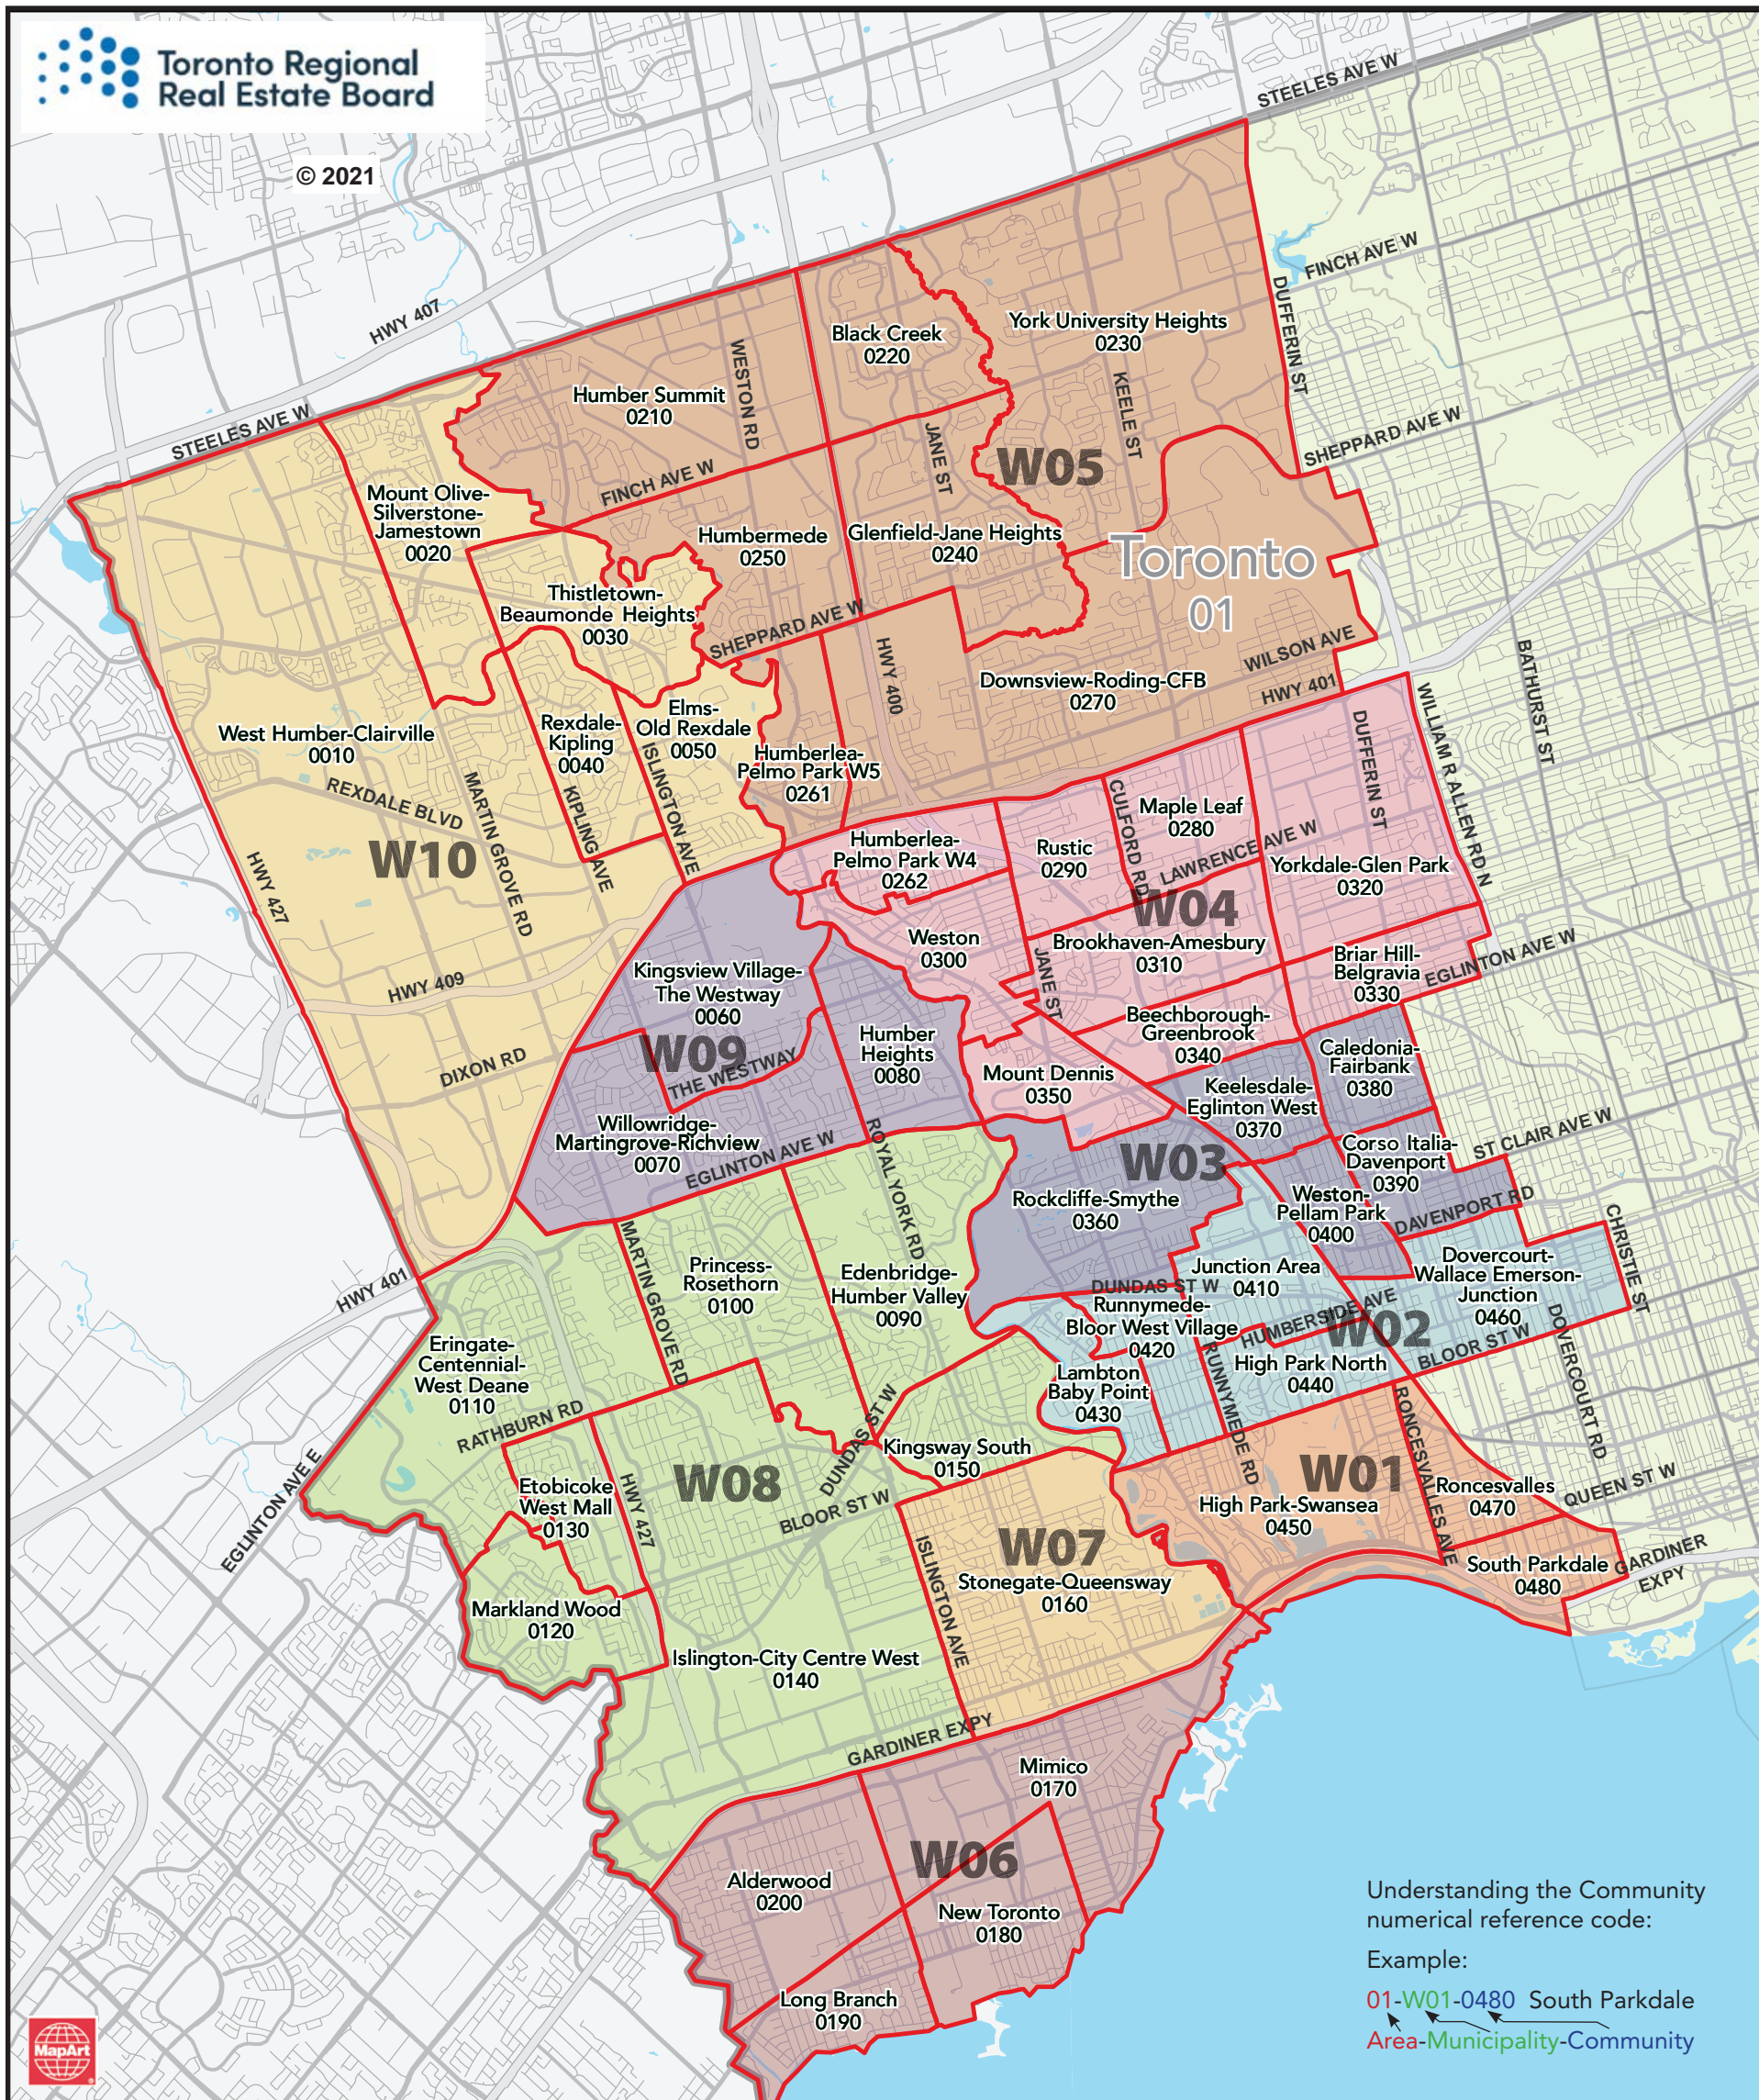 Toronto Regional
Real Estate Board
© 2021
STEELES AVE W
HWY 407
FINCH AVE W
DUFFERIN ST
Black Creek
0220
York University Heights
0230
WESTON RD
KEELE ST
Humber Summit
0210
STEELES AVE W
SHEPPARD AVE W
JANE ST
W05
FINCH AVE W
Mount Olive-
Silverstone-
Jamestown
0020
Humbermede
0250
Glenfield-Jane Heights
0240
Toronto
01
Thistletown-
Beaumonde Heights
0030
SHEPPARD AVE W
HWY 400
WILSON AVE
HWY 401
BATHURST ST
Downsview-Roding-CFB
0270
WILLIAM R ALLEN RD N
West Humber-Clairville
0010
Rexdale-
Kipling
0040
Elms-
Old Rexdale
0050
ISLINGTON AVE
Humberlea-
Pelmo Park W5
0261
DUFFERIN ST
REXDALE BLVD
MARTIN GROVE RD
KIPLING AVE
CULFORD RD
Maple Leaf
0280
Humberlea-
Pelmo Park W4
0262
Rustic
0290
LAWRENCE AVE W
Yorkdale-Glen Park
0320
W10
HWY 427
W04
Weston
0300
Brookhaven-Amesbury
0310
Briar Hill-
Belgravia
0330
EGLINTON AVE W
JANE ST
Kingsview Village-
The Westway
0060
HWY 409
Beechborough-
Greenbrook
0340
Humber
Heights
0080
W09
THE WESTWAY
DIXON RD
Caledonia-
Fairbank
0380
Mount Dennis
0350
Keelesdale-
Eglinton West
0370
Willowridge-
Martingrove-Richview
0070
EGLINTON AVE W
ROYAL YORK RD
W03
Corso Italia-
Davenport
0390
ST CLAIR AVE W
Rockcliffe-Smythe
0360
Weston-
Pellam Park
0400
DAVENPORT RD
CHRISTIE ST
MARTIN GROVE RD
Princess-
Rosethorn
0100
Edenbridge-
Humber Valley
0090
HWY 401
Junction Area
0410
DUNDAS ST W
Dovercourt-
Wallace Emerson-
Junction
0460
Runnymede-
Bloor West Village
0420
HUMBERSIDE AVE
W02
BLOOR ST W
DOVERCOURT RD
Eringate-
Centennial-
West Deane
0110
Lambton
Baby Point
0430
RUNNYMEDE RD
High Park North
0440
RATHBURN RD
DUNDAS ST W
RONCESVALLES AVE
Kingsway South
0150
W08
W01
EGLINTON AVE E
Etobicoke
West Mall
0130
HWY 427
BLOOR ST W
High Park-Swansea
0450
Roncesvalles
0470
QUEEN ST W
ISLINGTON AVE
W07
Stonegate-Queensway
0160
South Parkdale
0480
GARDINER
EXPY
Markland Wood
0120
Islington-City Centre West
0140
GARDINER EXPY
Mimico
0170
W06
Alderwood
0200
New Toronto
0180
Long Branch
0190
Understanding the Community
numerical reference code:
Example:
01-W01-0480 South Parkdale
Area-Municipality-Community
MapArt